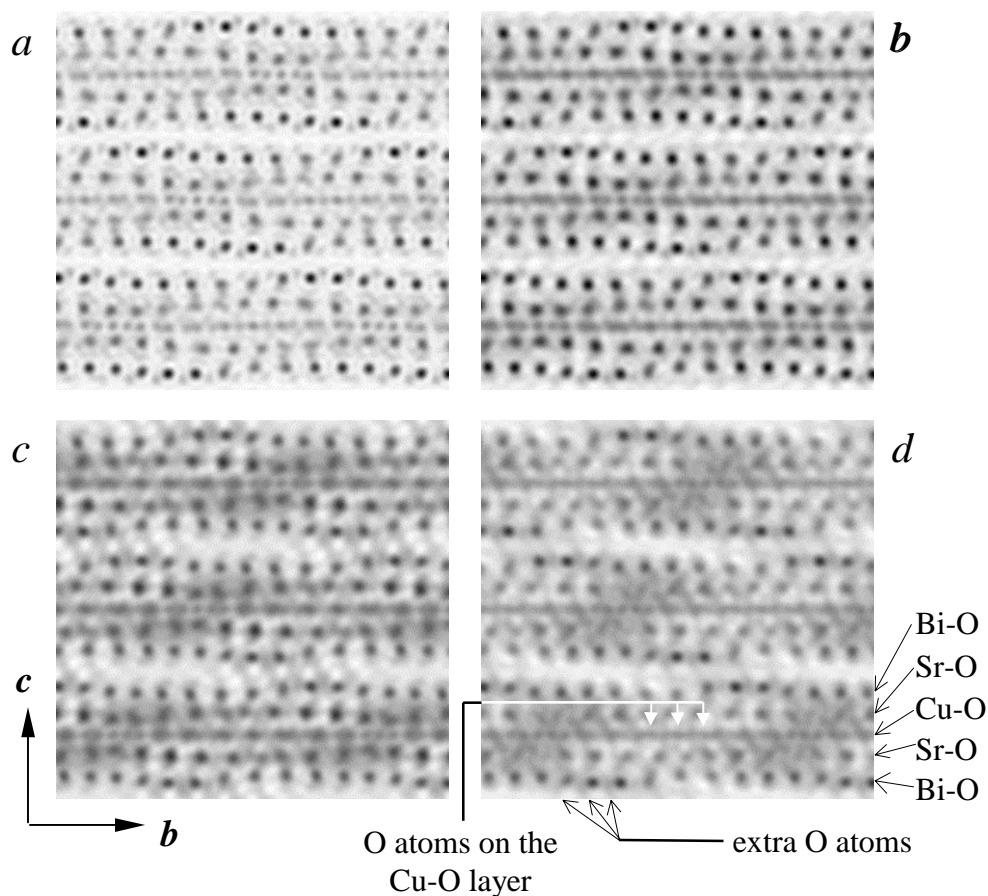 a
b
c
d
Bi-O
Sr-O
Cu-O
Sr-O
Bi-O
c
b
O atoms on the
Cu-O layer
extra O atoms